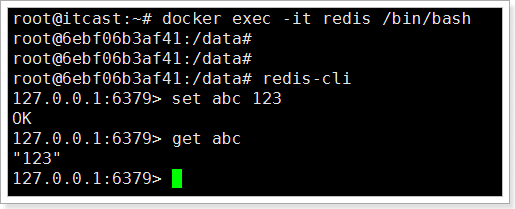 root@itcast:~# docker exec -it redis /bin/bash
root@6ebf06b3af41:/data#
root@6ebf06b3af41:/data#
root@6ebf06b3af41:/data# redis-cli
127.0.0.1:6379> set abc 123
OK
127.0.0.1:6379> get abc
"123"
127.0.0.1:6379>